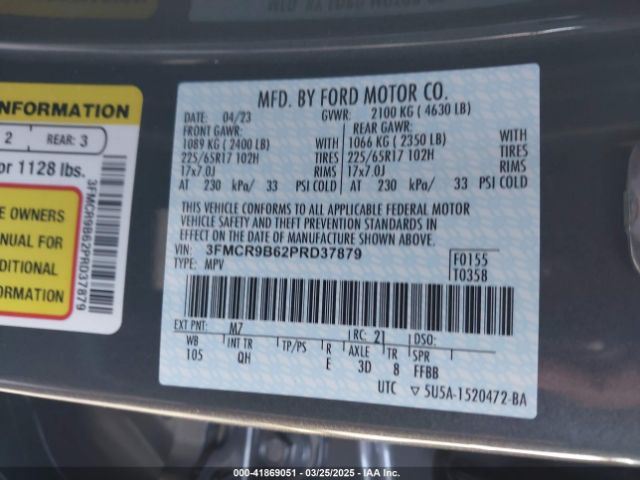 MFD. BY FORD MOTOR CO.
DATE: 04/23 GVWR: 2100 KG ( 4630 LB)
FRONT GAWR: REAR GAWR:
1089 KG ( 2400 LB) WITH 1066 KG ( 2350 LB) WITH
225/65R17 102H TIRES 225/65R17 102H TIRES
17x7.0J RIMS 17x7.0J RIMS
AT 230 kPa/ 33 PSI COLD AT 230 kPa/ 33 PSI COLD
THIS VEHICLE CONFORMS TO ALL APPLICABLE FEDERAL MOTOR
VEHICLE SAFETY AND THEFT PREVENTION STANDARDS IN
EFFECT ON THE DATE OF MANUFACTURE SHOWN ABOVE.
VIN: 3FMCR9B62PRD37879 F0155
TYPE: MPV T0358
EXT PNT: M7 RC: 21 DSO:
WB INT TR TP/PS R AXLE TR SPR
105 QH E 3D 8 FFBB
UTC ▽ 5U5A-1520472-BA
INFORMATION
2 REAR: 3
or 1128 lbs.
E OWNERS
NUAL FOR
DDITIONAL
FORMATION
3FMCR9B62PRD37879
000-41869051 | 03/25/2025 | IAA Inc.